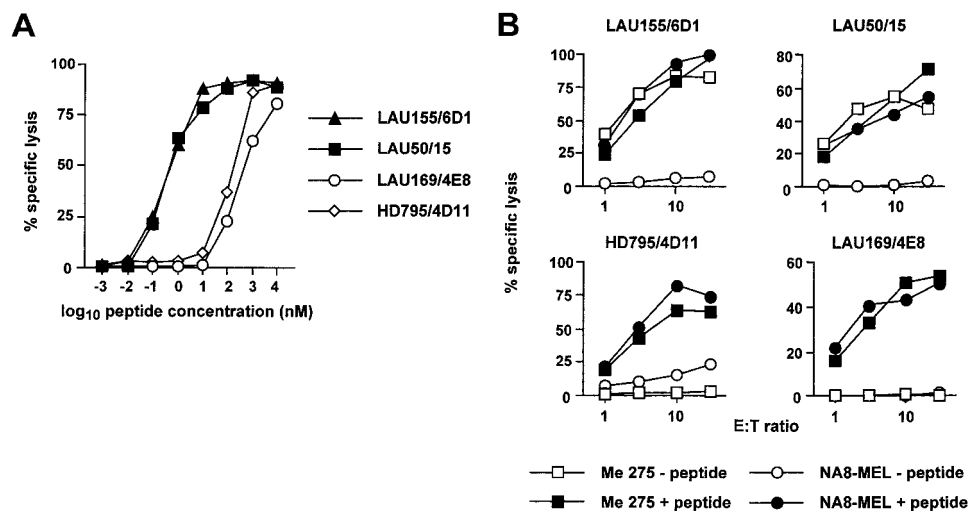 A
% specific lysis
100
75
50
25
0
-3 -2 -1 0 1 2 3 4
log10 peptide concentration (nM)
LAU155/6D1
LAU50/15
LAU169/4E8
HD795/4D11
B
% specific lysis
LAU155/6D1
100
75
50
25
0
1 10
LAU50/15
80
60
40
20
0
1 10
HD795/4D11
100
75
50
25
0
1 10
LAU169/4E8
60
40
20
0
1 10
E:T ratio
Me 275 - peptide
NA8-MEL - peptide
Me 275 + peptide
NA8-MEL + peptide